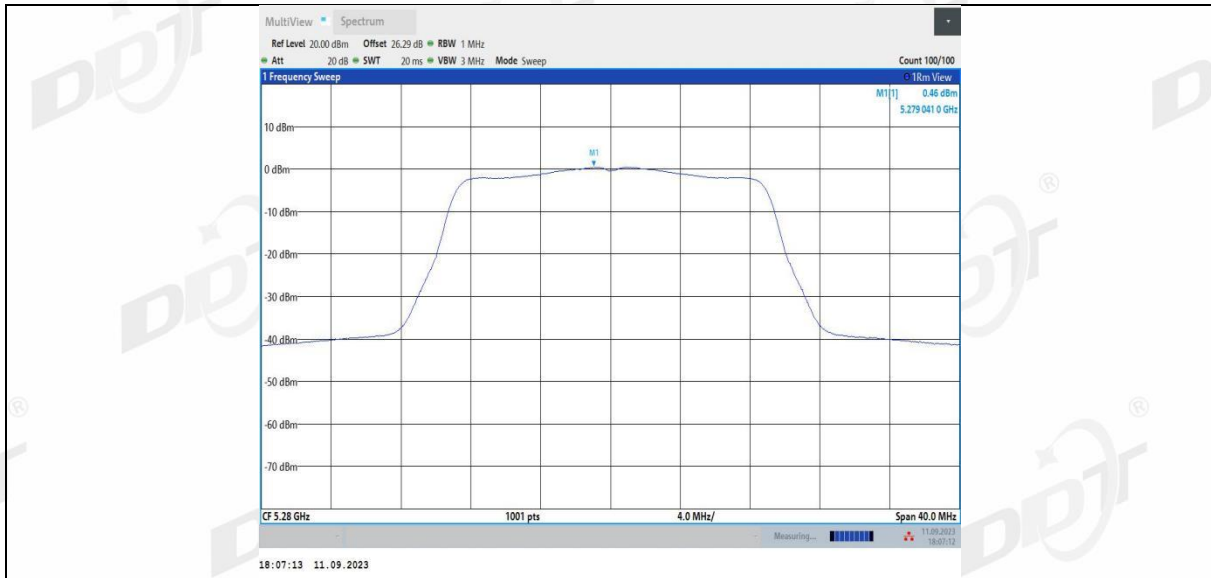 MultiView Spectrum
Ref Level 20.00 dBm Offset 26.29 dB RBW 1 MHz
Att 20 dB SWT 20 ms VBW 3 MHz Mode Sweep Count 100/100
1 Frequency Sweep 1Rm View
M1[1] 0.46 dBm
5.279 041 0 GHz
10 dBm
M1
0 dBm
-10 dBm
-20 dBm
-30 dBm
-40 dBm
-50 dBm
-60 dBm
-70 dBm
CF 5.28 GHz 1001 pts 4.0 MHz/ Span 40.0 MHz
Measuring... 11.09.2023
18:07:12
18:07:13 11.09.2023
DDT
DDT ®
DDT ®
DDT ®